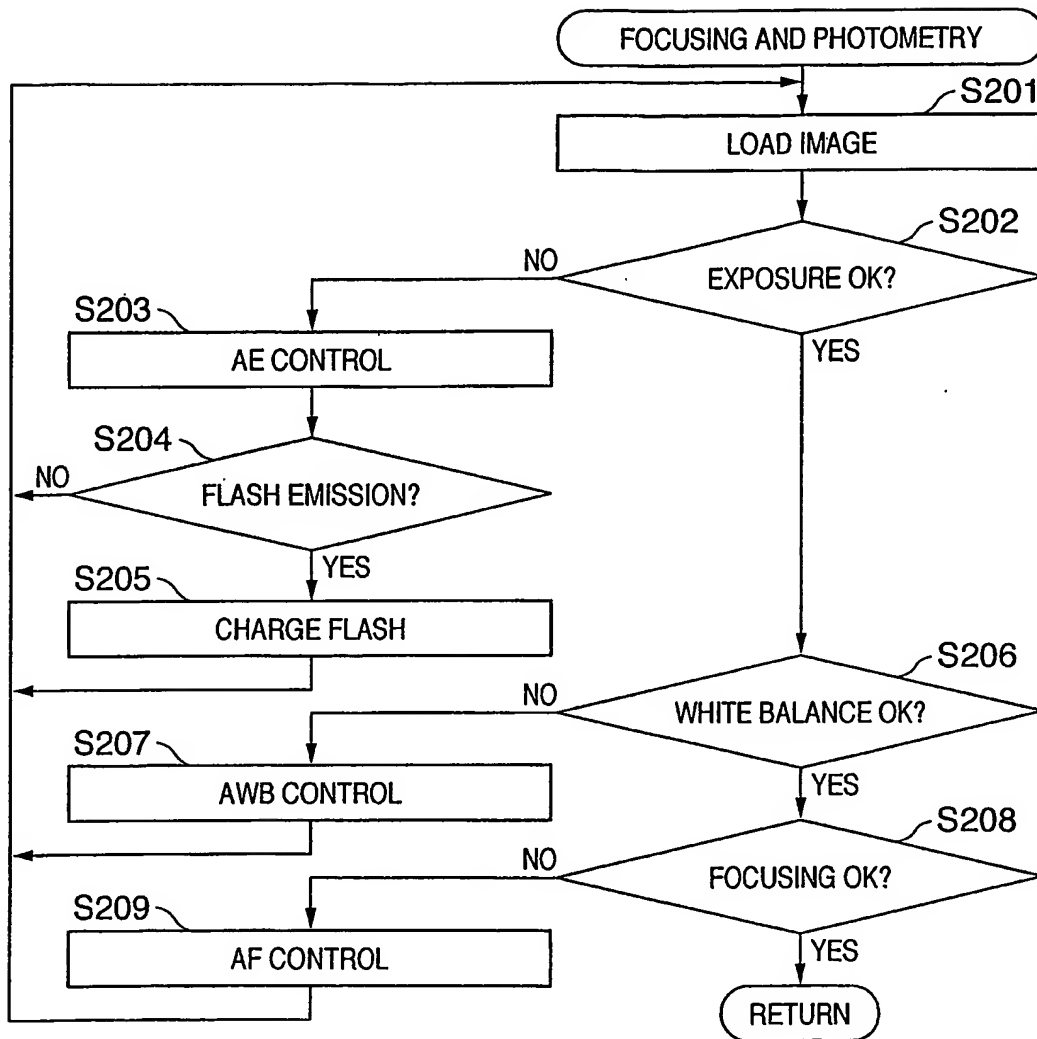 FOCUSING AND PHOTOMETRY
S201
LOAD IMAGE
S202
EXPOSURE OK?
NO
YES
S203
AE CONTROL
S204
FLASH EMISSION?
NO
YES
S205
CHARGE FLASH
S206
WHITE BALANCE OK?
NO
YES
S207
AWB CONTROL
S208
FOCUSING OK?
NO
YES
S209
AF CONTROL
RETURN